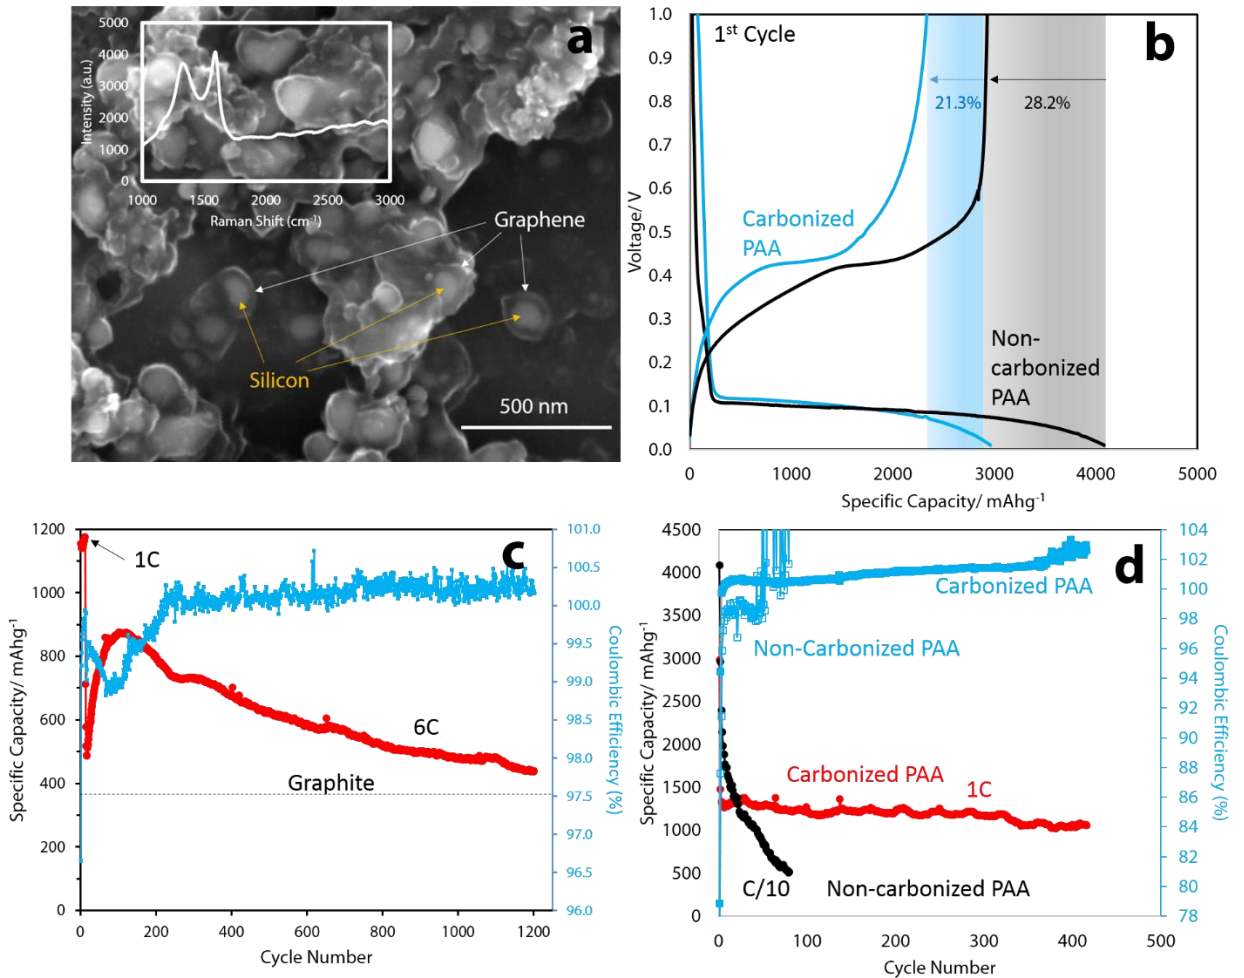 a
5000
4000
3000
2000
1000
0
Intensity (a.u.)
1000 1500 2000 2500 3000
Raman Shift (cm⁻¹)
Graphene
Silicon
500 nm
b
1st Cycle
1.0
0.9
0.8
0.7
0.6
0.5
0.4
0.3
0.2
0.1
0.0
Voltage/ V
21.3%
28.2%
Carbonized
PAA
Non-
carbonized
PAA
0 1000 2000 3000 4000 5000
Specific Capacity/ mAhg⁻¹
c
1200
1000
800
600
400
200
0
Specific Capacity/ mAhg⁻¹
1C
6C
Graphite
101.0
100.5
100.0
99.5
99.0
98.5
98.0
97.5
97.0
96.5
96.0
Coulombic Efficiency (%)
0 200 400 600 800 1000 1200
Cycle Number
d
4500
4000
3500
3000
2500
2000
1500
1000
500
0
Specific Capacity/ mAhg⁻¹
Carbonized PAA
Non-Carbonized PAA
Carbonized PAA 1C
C/10 Non-carbonized PAA
104
102
100
98
96
94
92
90
88
86
84
82
80
78
Coulombic Efficiency (%)
0 100 200 300 400 500
Cycle Number